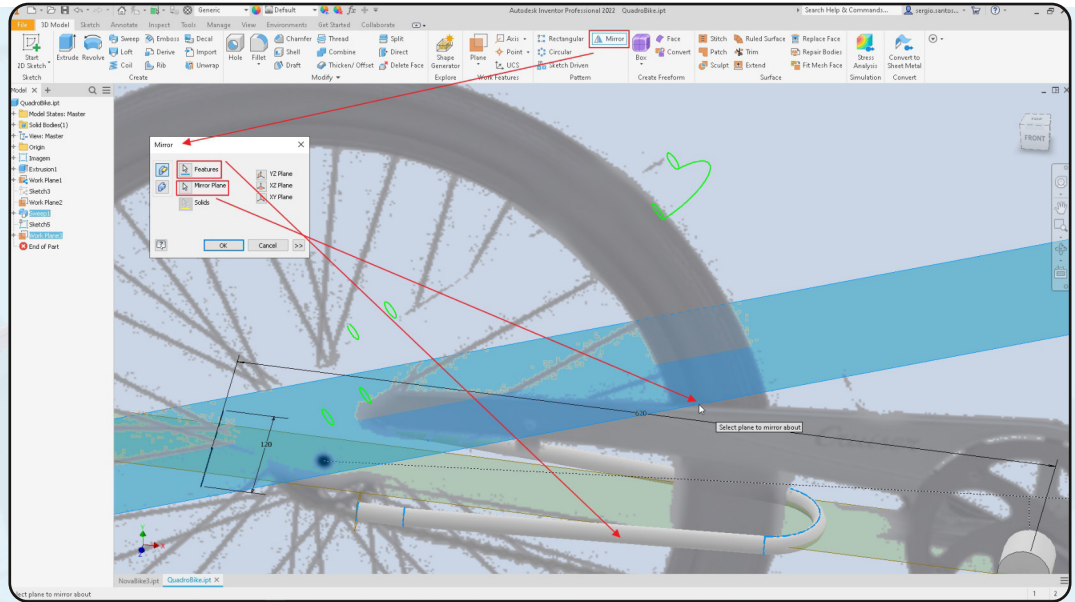 Generic Default Autodesk Inventor Professional 2022 QuadroBike.ipt Search Help & Commands... sergio.santos...
File 3D Model Sketch Annotate Inspect Tools Manage View Environments Get Started Collaborate
Start 2D Sketch
Extrude
Revolve
Sweep Emboss Decal
Loft Derive Import
Coil Rib Unwrap
Hole
Fillet
Chamfer Thread Split
Shell Combine Direct
Draft Thicken/ Offset Delete Face
Shape Generator
Plane
Axis
Point
UCS
Rectangular Mirror
Circular
Sketch Driven
Box
Face
Convert
Stitch Ruled Surface Replace Face
Patch Trim Repair Bodies
Sculpt Extend Fit Mesh Face
Stress Analysis
Convert to Sheet Metal
Sketch Create Modify Explore Work Features Pattern Create Freeform Surface Simulation Convert
Model × +
QuadroBike.ipt
Model States: Master
Solid Bodies(1)
View: Master
Origin
Imagem
Extrusion1
Work Plane1
Sketch3
Work Plane2
Sweep1
Sketch5
Work Plane3
End of Part
Mirror
Features
Mirror Plane
Solids
YZ Plane
XZ Plane
XY Plane
OK Cancel >>
FRONT
120
630
Select plane to mirror about
NovaBike3.ipt QuadroBike.ipt ×
Select plane to mirror about
1 2